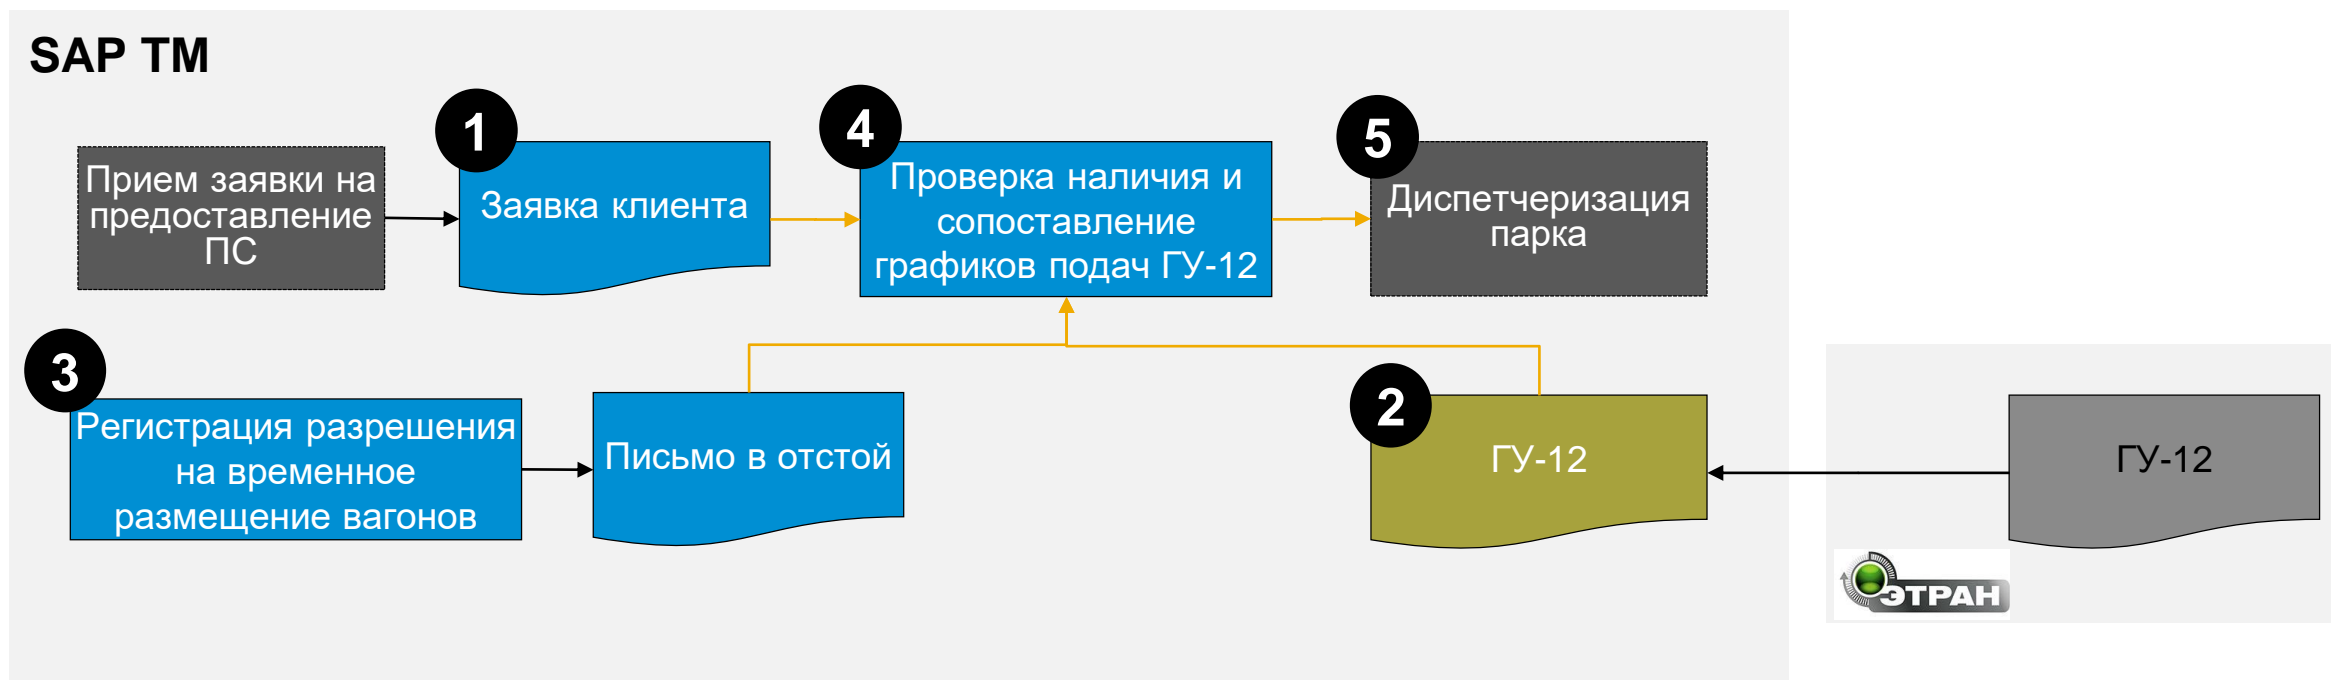 SAP TM
1
4
5
Прием заявки на
предоставление
ПС
Заявка клиента
Проверка наличия и
сопоставление
графиков подач ГУ-12
Диспетчеризация
парка
3
2
Регистрация разрешения
на временное
размещение вагонов
Письмо в отстой
ГУ-12
ГУ-12
ЭТРАН